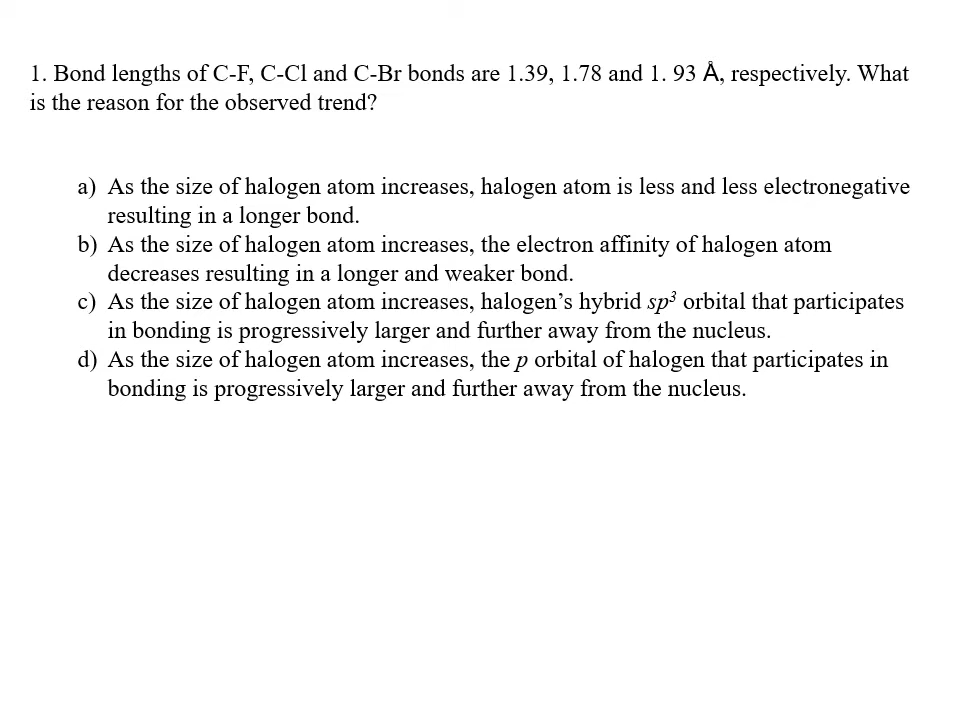 1. Bond lengths of C-F, C-Cl and C-Br bonds are 1.39, 1.78 and 1. 93 Å, respectively. What
is the reason for the observed trend?
a) As the size of halogen atom increases, halogen atom is less and less electronegative
resulting in a longer bond.
b) As the size of halogen atom increases, the electron affinity of halogen atom
decreases resulting in a longer and weaker bond.
c) As the size of halogen atom increases, halogen’s hybrid sp³ orbital that participates
in bonding is progressively larger and further away from the nucleus.
d) As the size of halogen atom increases, the p orbital of halogen that participates in
bonding is progressively larger and further away from the nucleus.